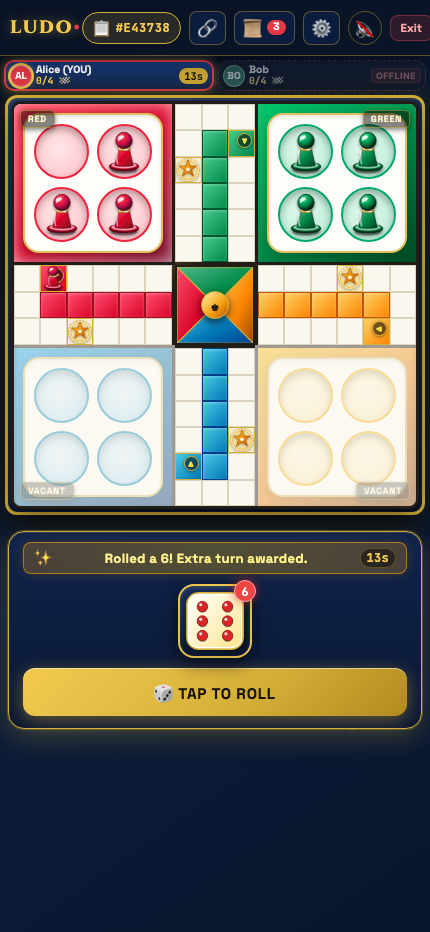 LUDO
#E43738
3
Exit
AL
Alice (YOU)
0/4
13s
BO
Bob
0/4
OFFLINE
RED
GREEN
VACANT
VACANT
Rolled a 6! Extra turn awarded.
13s
6
TAP TO ROLL